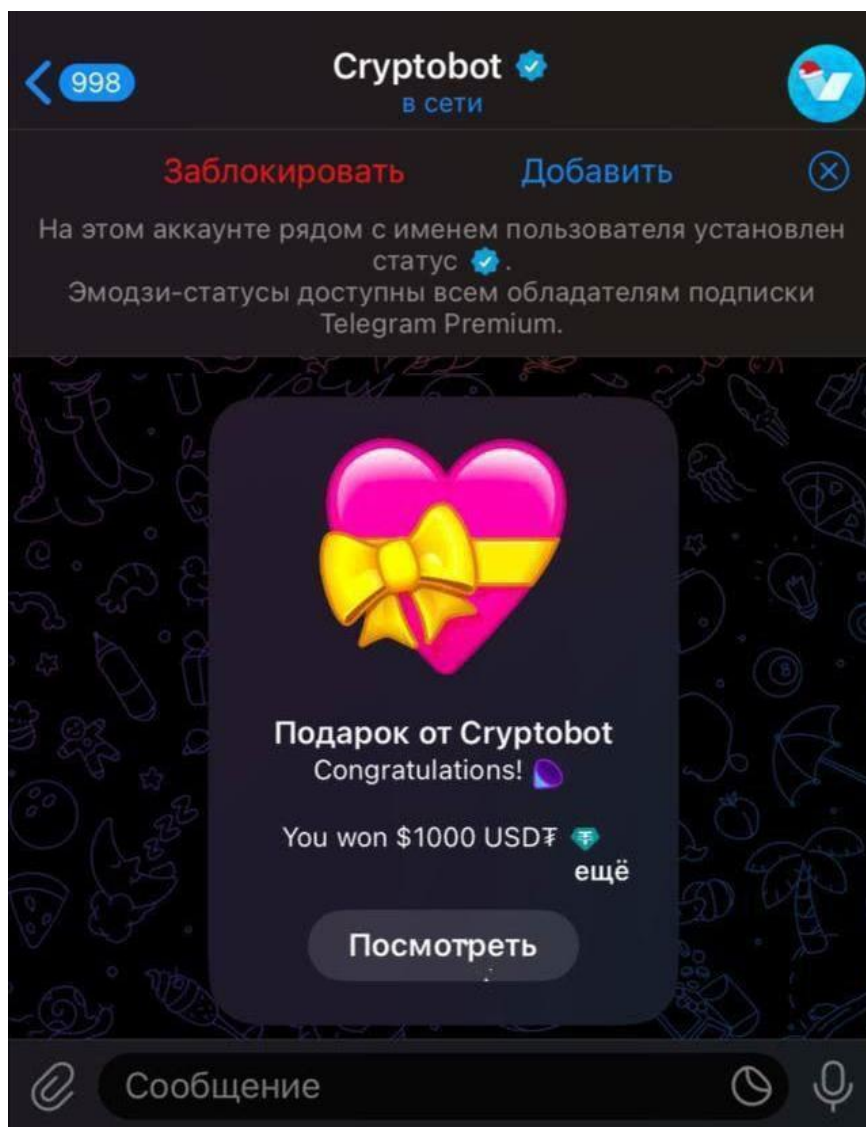 998
Cryptobot
в сети
Заблокировать Добавить
На этом аккаунте рядом с именем пользователя установлен
статус .
Эмодзи-статусы доступны всем обладателям подписки
Telegram Premium.
Подарок от Cryptobot
Congratulations!
You won $1000 USD₮
ещё
Посмотреть
Сообщение